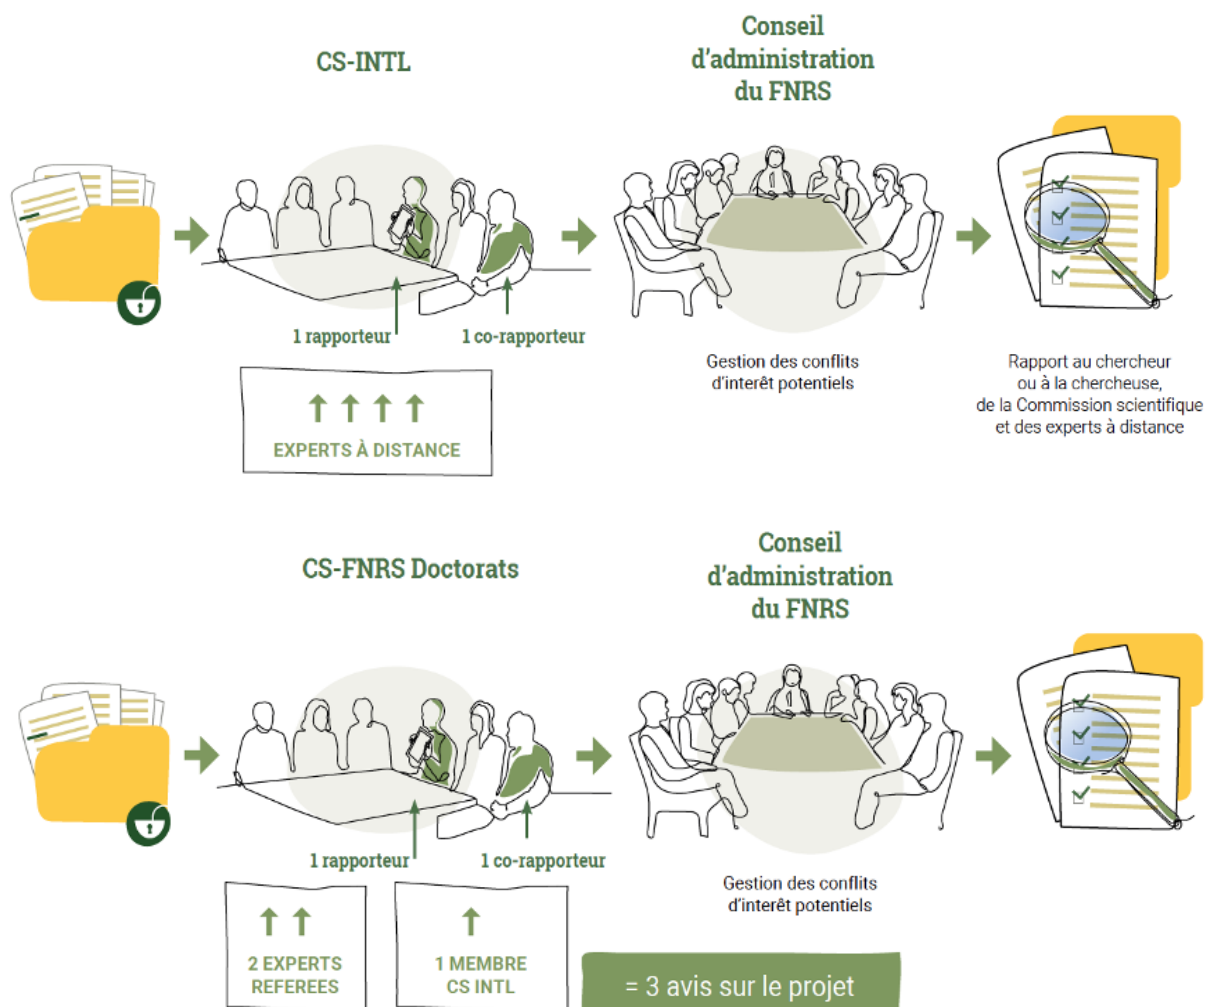 CS-INTL
Conseil
d'administration
du FNRS
1 rapporteur
1 co-rapporteur
EXPERTS À DISTANCE
Gestion des conflits
d'interêt potentiels
Rapport au chercheur
ou à la chercheuse,
de la Commission scientifique
et des experts à distance
CS-FNRS Doctorats
Conseil
d'administration
du FNRS
1 rapporteur
1 co-rapporteur
2 EXPERTS
REFEREES
1 MEMBRE
CS INTL
Gestion des conflits
d'interêt potentiels
= 3 avis sur le projet